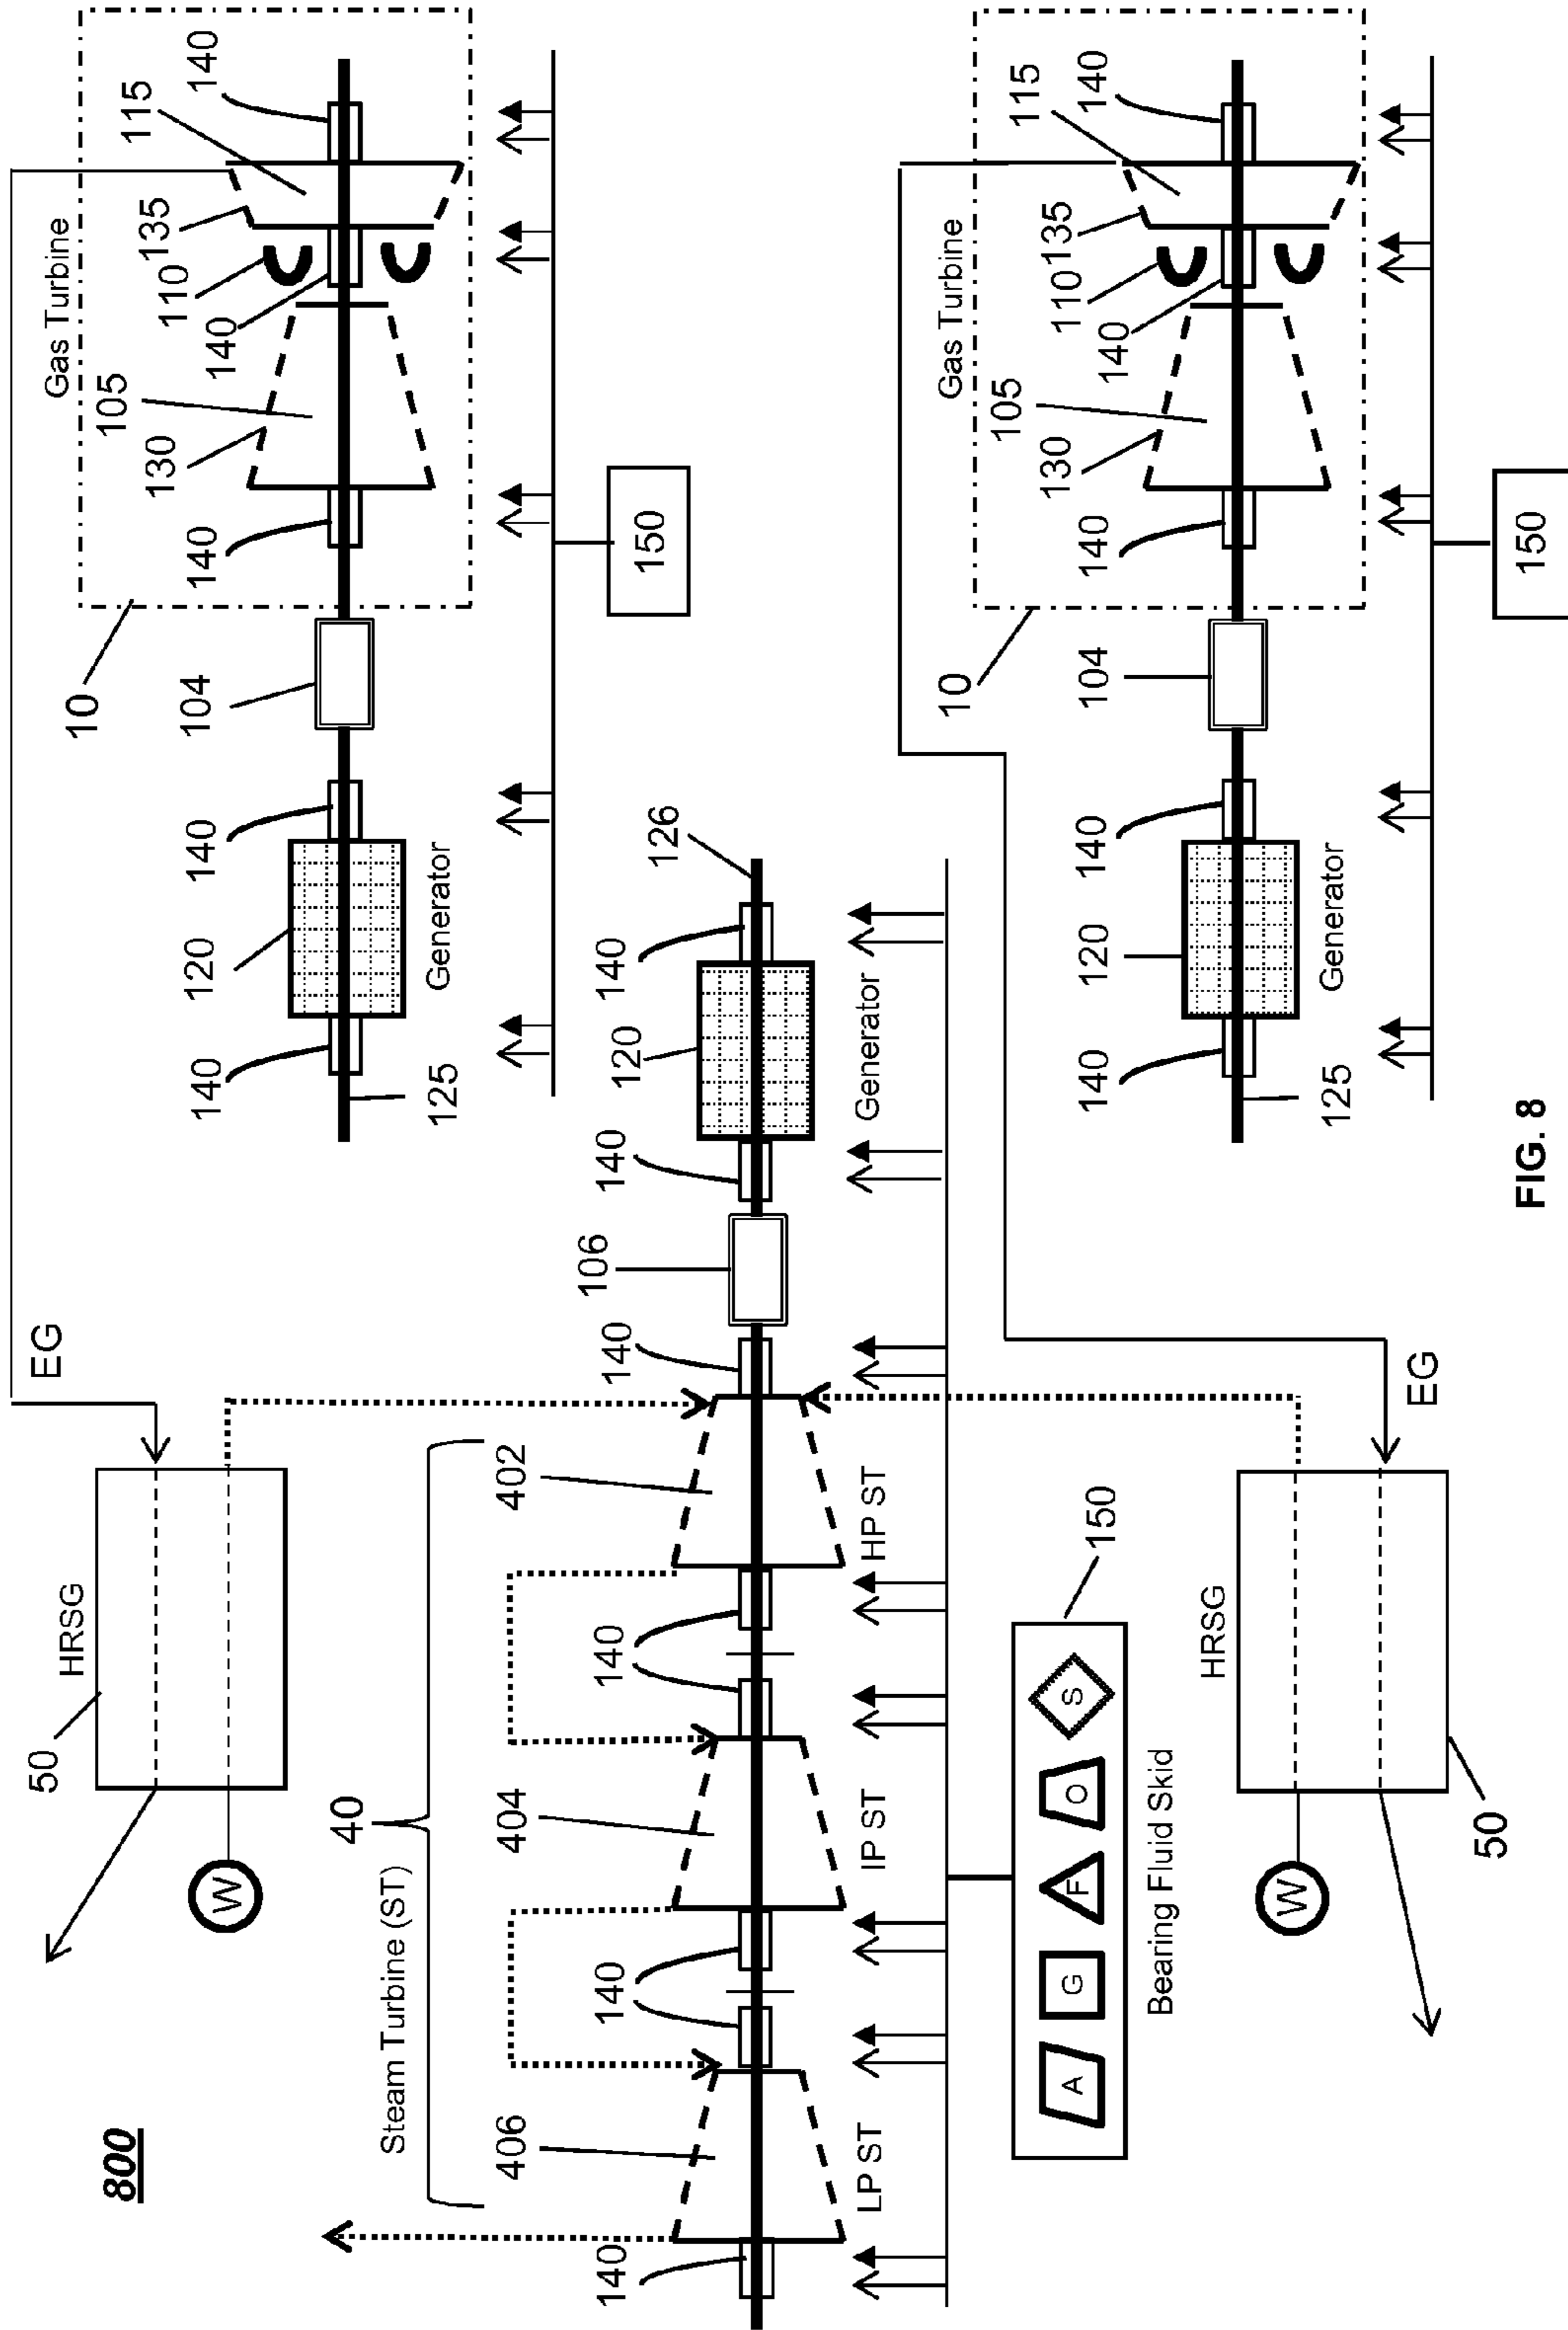 800
EG
HRSG
50
W
Gas Turbine
10
140
130
105
140
110
135
115
140
104
140
120
140
Generator
125
150
40
Steam Turbine (ST)
140
406
140
404
140
402
140
106
140
120
140
126
LP ST
IP ST
HP ST
Generator
A
G
F
O
S
150
Bearing Fluid Skid
Gas Turbine
10
140
130
105
140
110
135
115
140
104
140
120
140
Generator
125
150
W
HRSG
50
EG
FIG. 8